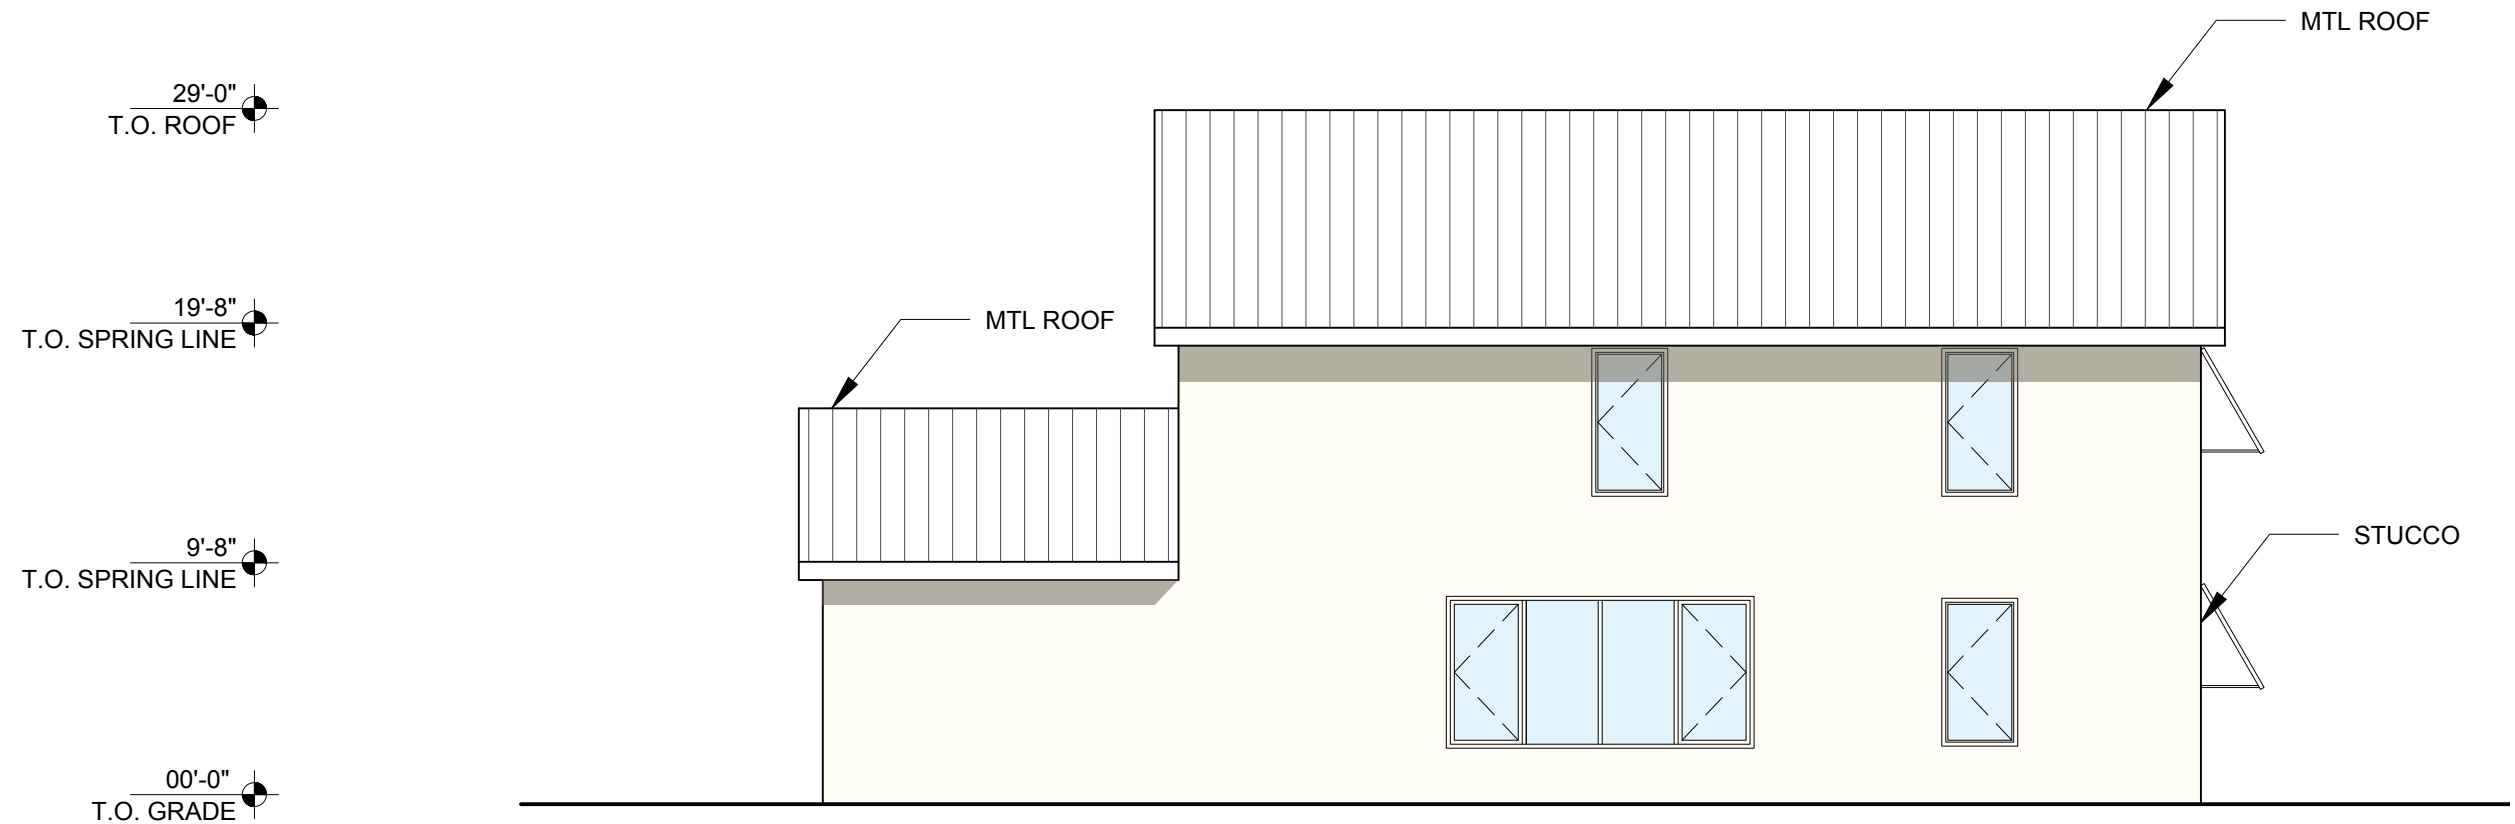 MTL ROOF
29'-0"
T.O. ROOF
19'-8"
T.O. SPRING LINE
MTL ROOF
9'-8"
T.O. SPRING LINE
STUCCO
00'-0"
T.O. GRADE